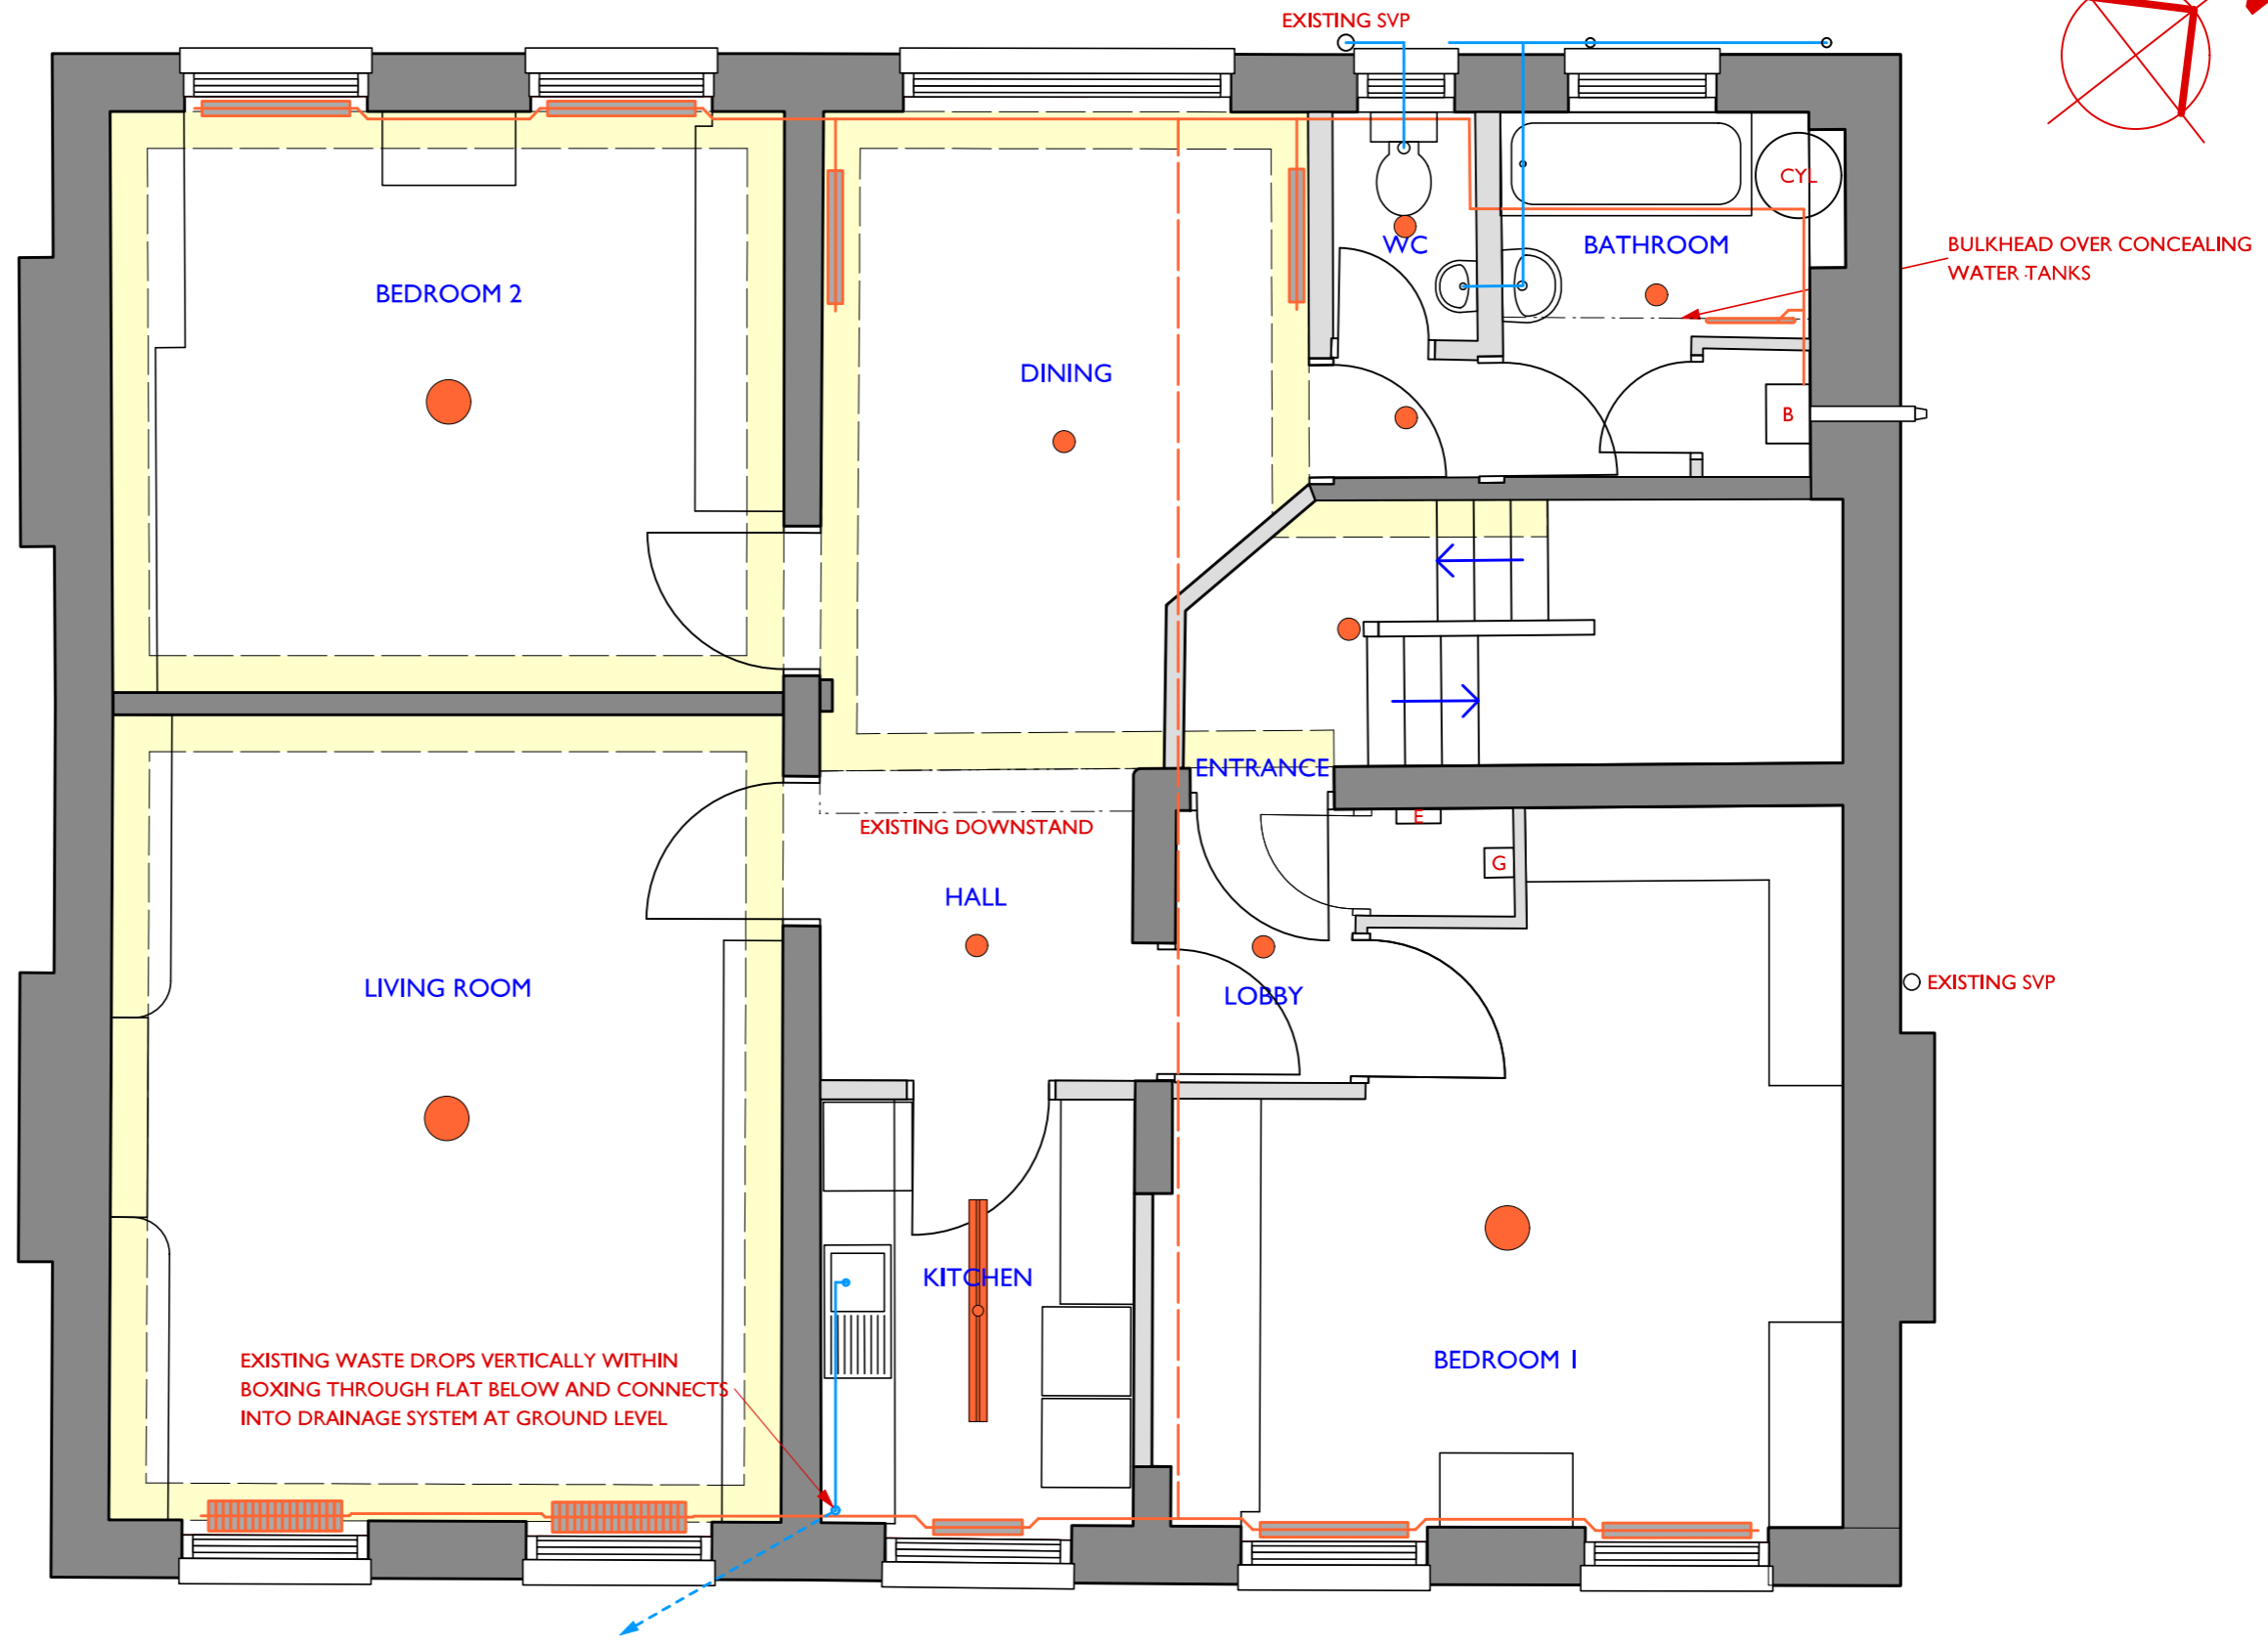 EXISTING SVP
CYL
WC
BATHROOM
BULKHEAD OVER CONCEALING
WATER TANKS
BEDROOM 2
DINING
B
ENTRANCE
E
EXISTING DOWNSTAND
G
HALL
LIVING ROOM
LOBBY
EXISTING SVP
KITCHEN
EXISTING WASTE DROPS VERTICALLY WITHIN
BOXING THROUGH FLAT BELOW AND CONNECTS
INTO DRAINAGE SYSTEM AT GROUND LEVEL
BEDROOM 1